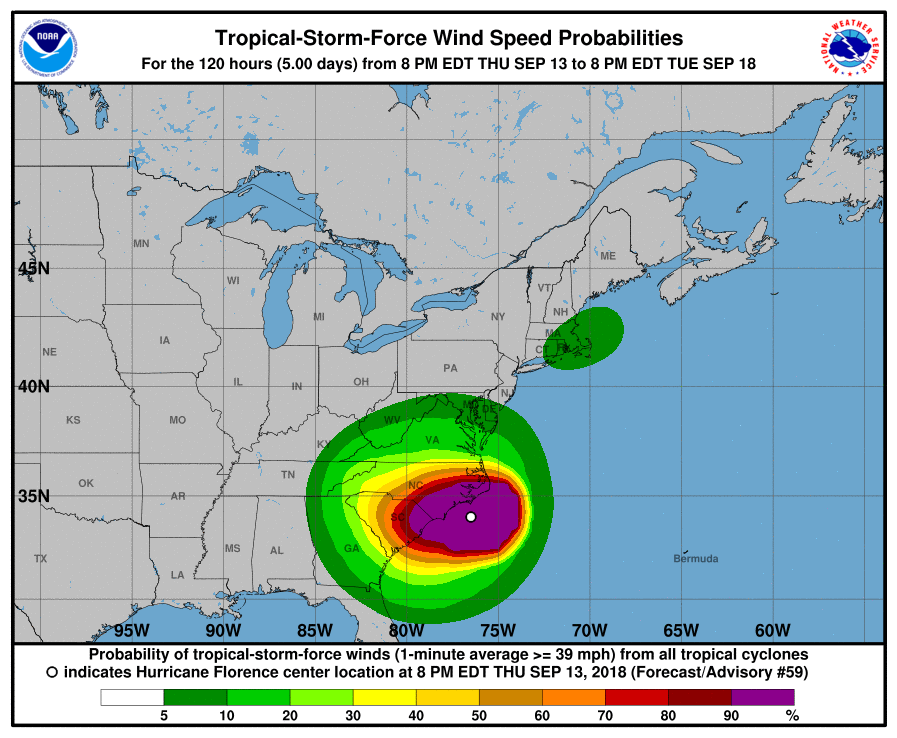 Tropical-Storm-Force Wind Speed Probabilities
For the 120 hours (5.00 days) from 8 PM EDT THU SEP 13 to 8 PM EDT TUE SEP 18
NOAA
NATIONAL WEATHER SERVICE
MN
ME
45N
WI
VT
NH
MI
NY
MA
IA
CT
RI
NE
PA
40N
IL
IN
OH
NJ
MD
DE
KS
MO
WV
VA
KY
OK
TN
NC
35N
AR
SC
TX
MS
AL
GA
Bermuda
LA
95W 90W 85W 80W 75W 70W 65W 60W
Probability of tropical-storm-force winds (1-minute average >= 39 mph) from all tropical cyclones
indicates Hurricane Florence center location at 8 PM EDT THU SEP 13, 2018 (Forecast/Advisory #59)
5 10 20 30 40 50 60 70 80 90 %